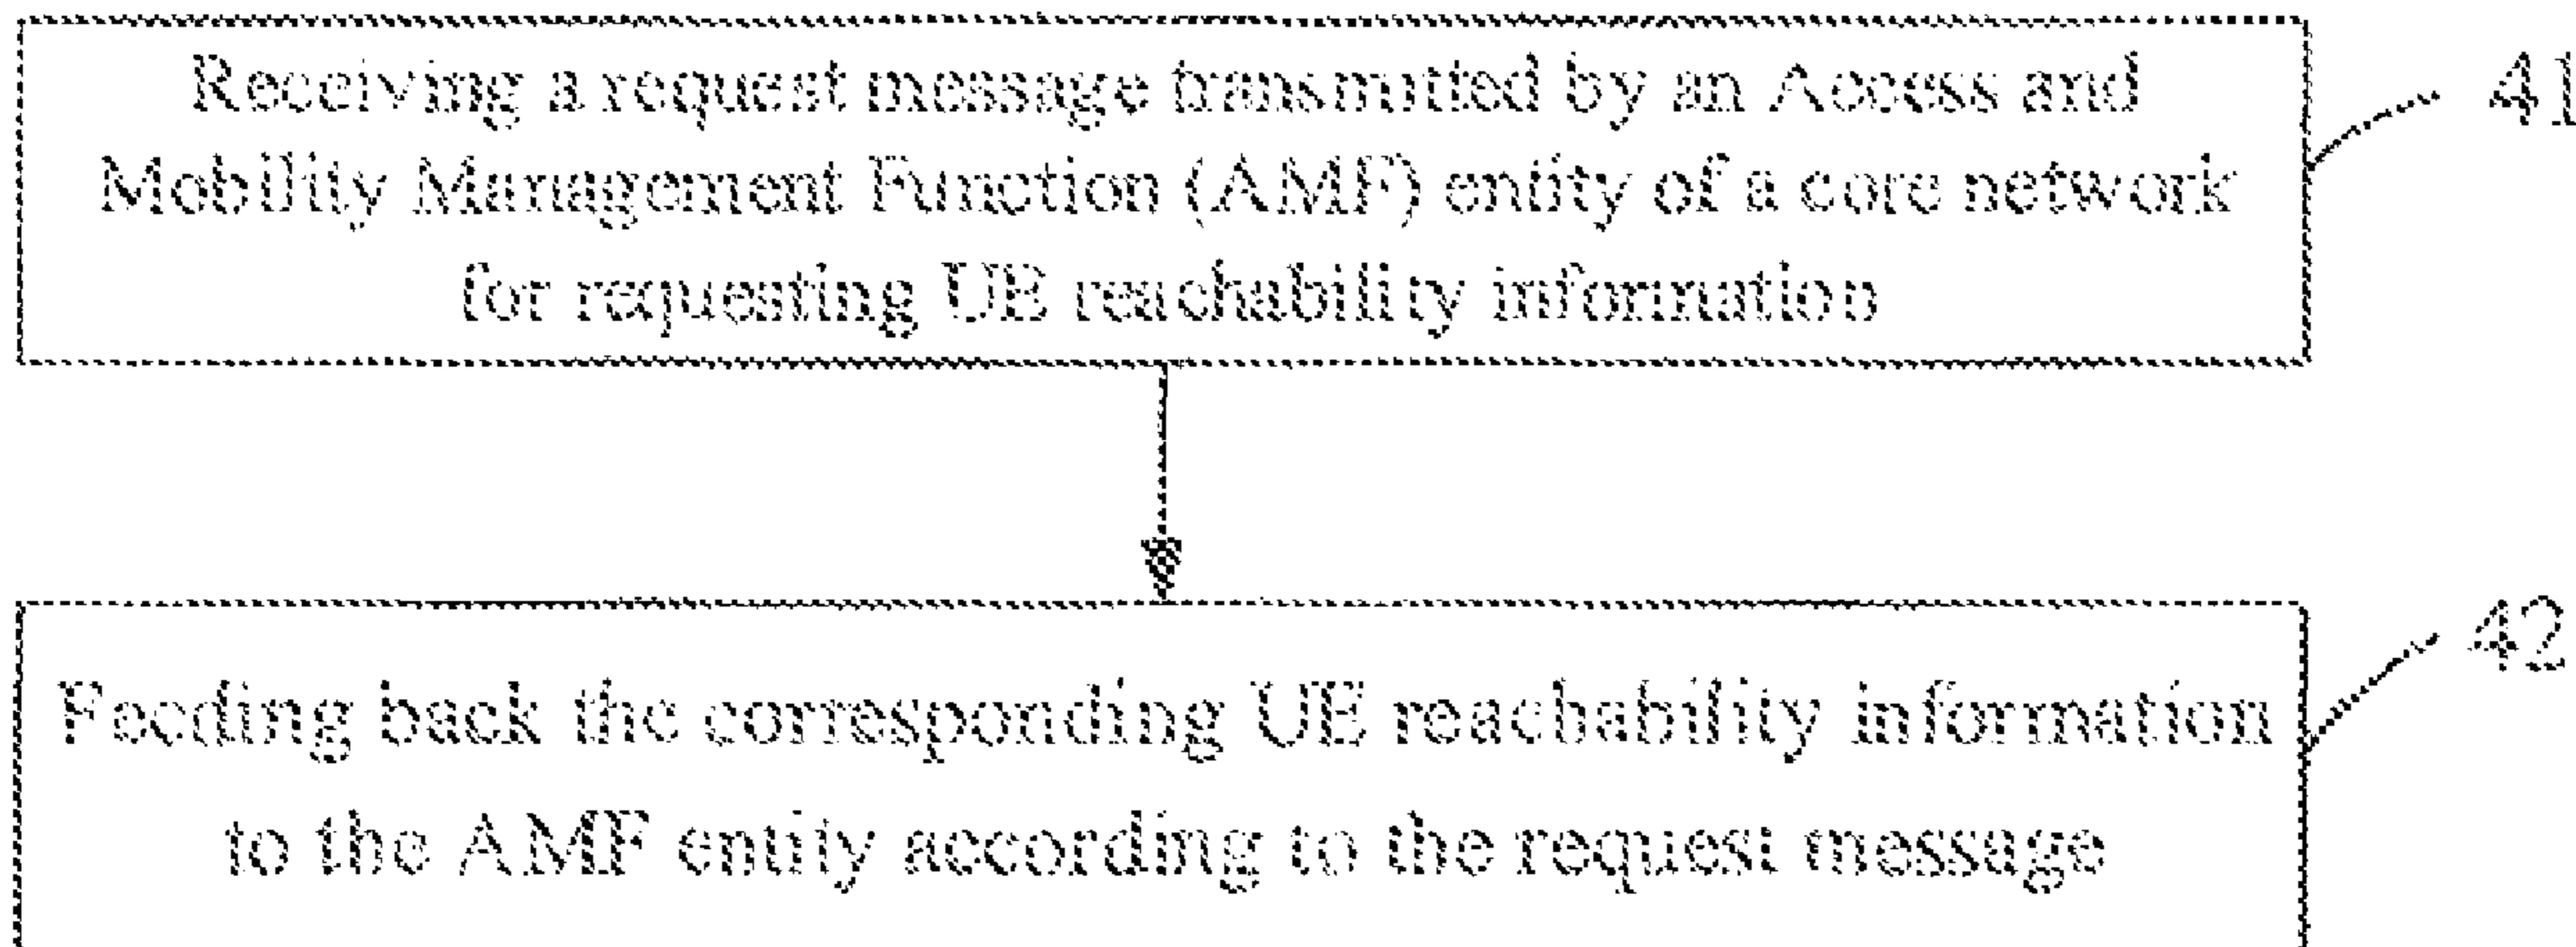 Receiving a request message transmitted by an Access and
41
Mobility Management Function (AMF) entity of a core network
for requesting UE reachability information
42
Feeding back the corresponding UE reachability information
to the AMF entity according to the request message